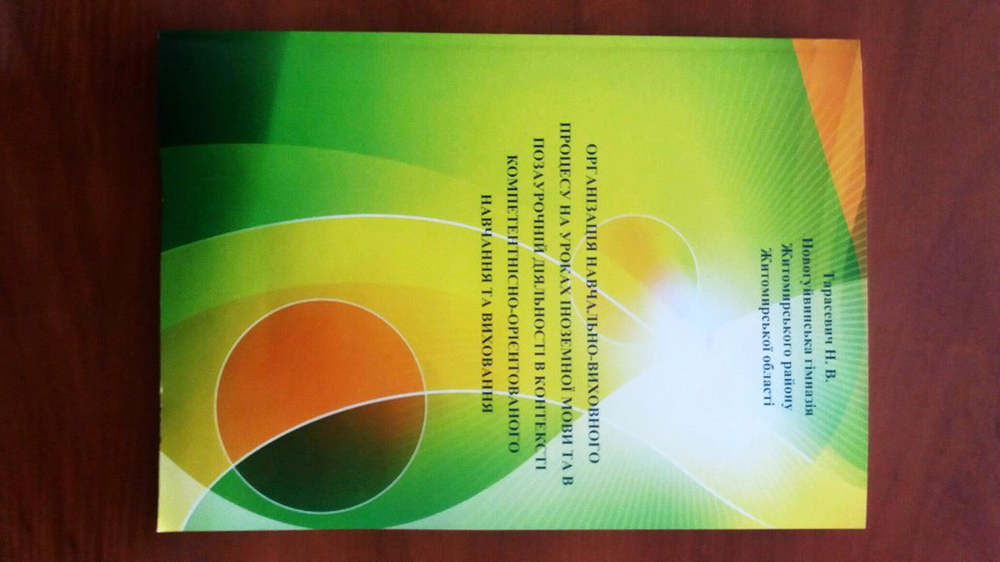 Тарасевич Н. В.
Новогуйвинська гімназія
Житомирського району
Житомирської області
ОРГАНІЗАЦІЯ НАВЧАЛЬНО-ВИХОВНОГО
ПРОЦЕСУ НА УРОКАХ ІНОЗЕМНОЇ МОВИ ТА В
ПОЗАУРОЧНІЙ ДІЯЛЬНОСТІ В КОНТЕКСТІ
КОМПЕТЕНТНІСНО-ОРІЄНТОВАНОГО
НАВЧАННЯ ТА ВИХОВАННЯ